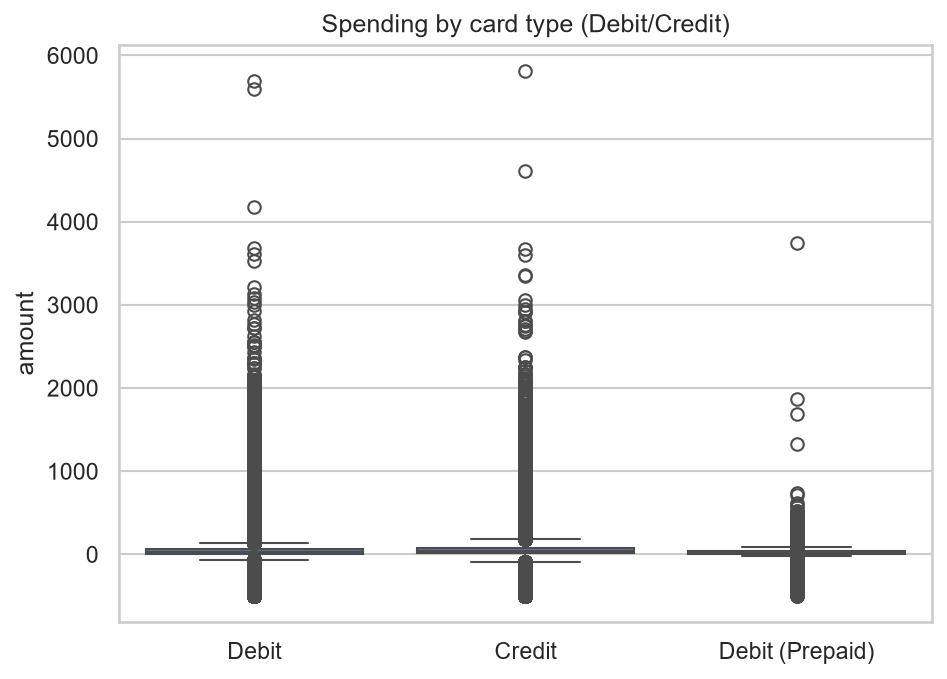 Spending by card type (Debit/Credit)
6000
5000
4000
3000
2000
1000
0
amount
Debit
Credit
Debit (Prepaid)